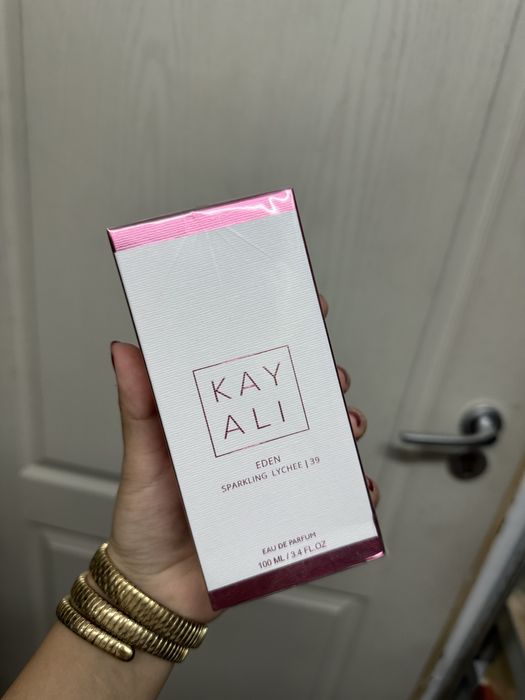 KAY
ALI
EDEN
SPARKLING LYCHEE | 39
EAU DE PARFUM
100 ML / 3.4 FL.OZ